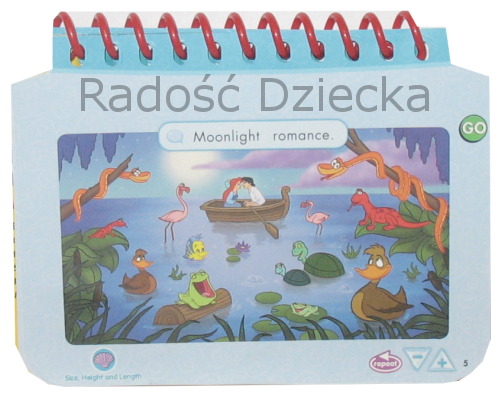 Radość Dziecka
Moonlight romance.
GO
repeat
- +
5
Size, Height and Length